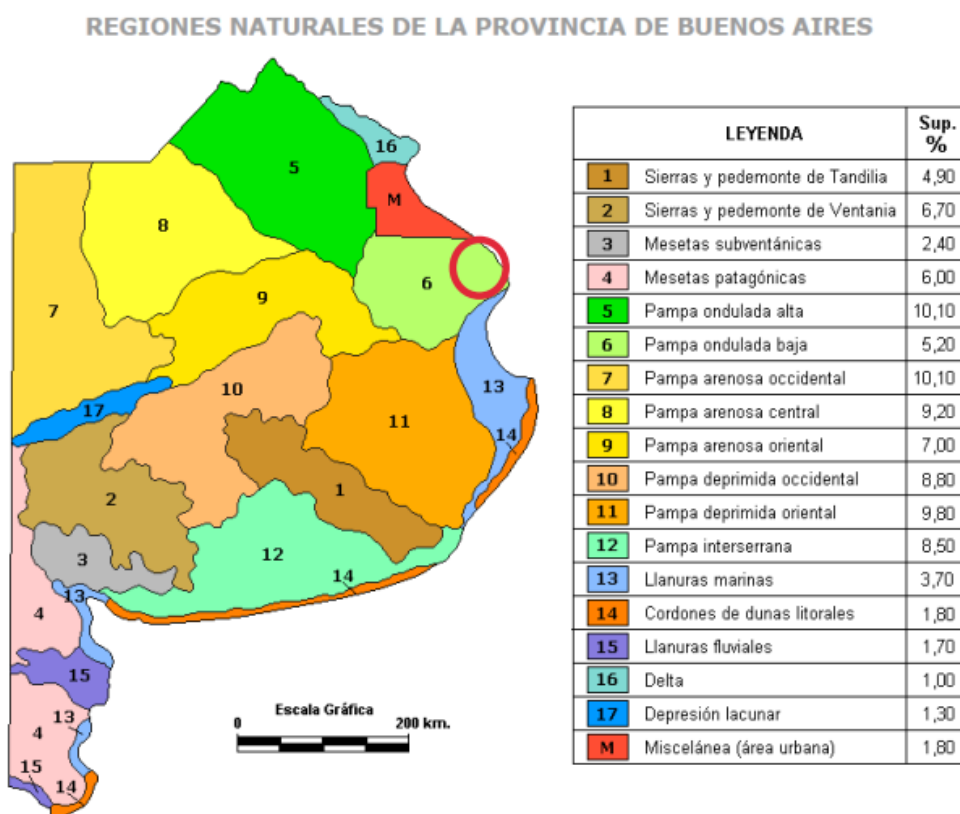 REGIONES NATURALES DE LA PROVINCIA DE BUENOS AIRES
16
5
M
8
6
9
7
13
10
17
11
14
1
2
12
3
14
13
4
15
13
4
15
14
Escala Gráfica
0 200 km.
LEYENDA Sup. %
1 Sierras y pedemonte de Tandilia 4,90
2 Sierras y pedemonte de Ventania 6,70
3 Mesetas subventánicas 2,40
4 Mesetas patagónicas 6,00
5 Pampa ondulada alta 10,10
6 Pampa ondulada baja 5,20
7 Pampa arenosa occidental 10,10
8 Pampa arenosa central 9,20
9 Pampa arenosa oriental 7,00
10 Pampa deprimida occidental 8,80
11 Pampa deprimida oriental 9,80
12 Pampa interserrana 8,50
13 Llanuras marinas 3,70
14 Cordones de dunas litorales 1,80
15 Llanuras fluviales 1,70
16 Delta 1,00
17 Depresión lacunar 1,30
M Miscelánea (área urbana) 1,80